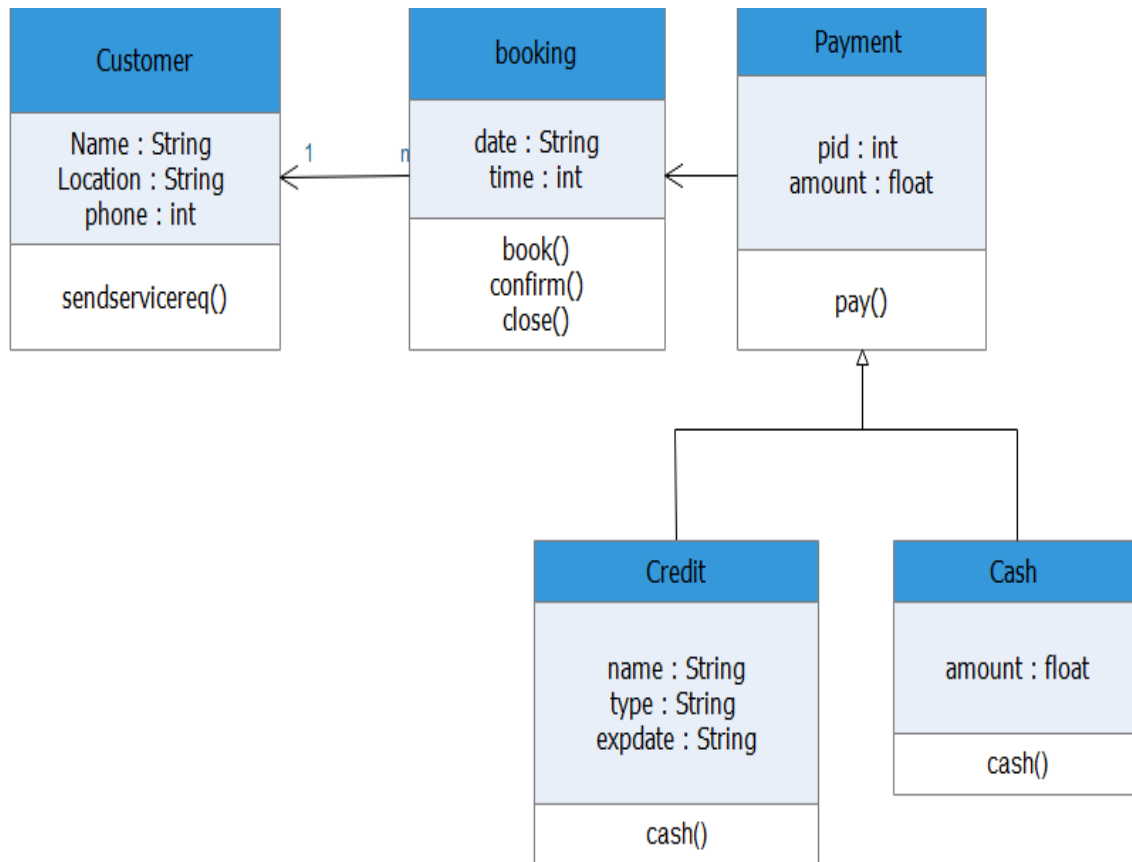 Customer
Name : String
Location : String
phone : int
sendservicereq()
1
n
booking
date : String
time : int
book()
confirm()
close()
Payment
pid : int
amount : float
pay()
Credit
name : String
type : String
expdate : String
cash()
Cash
amount : float
cash()